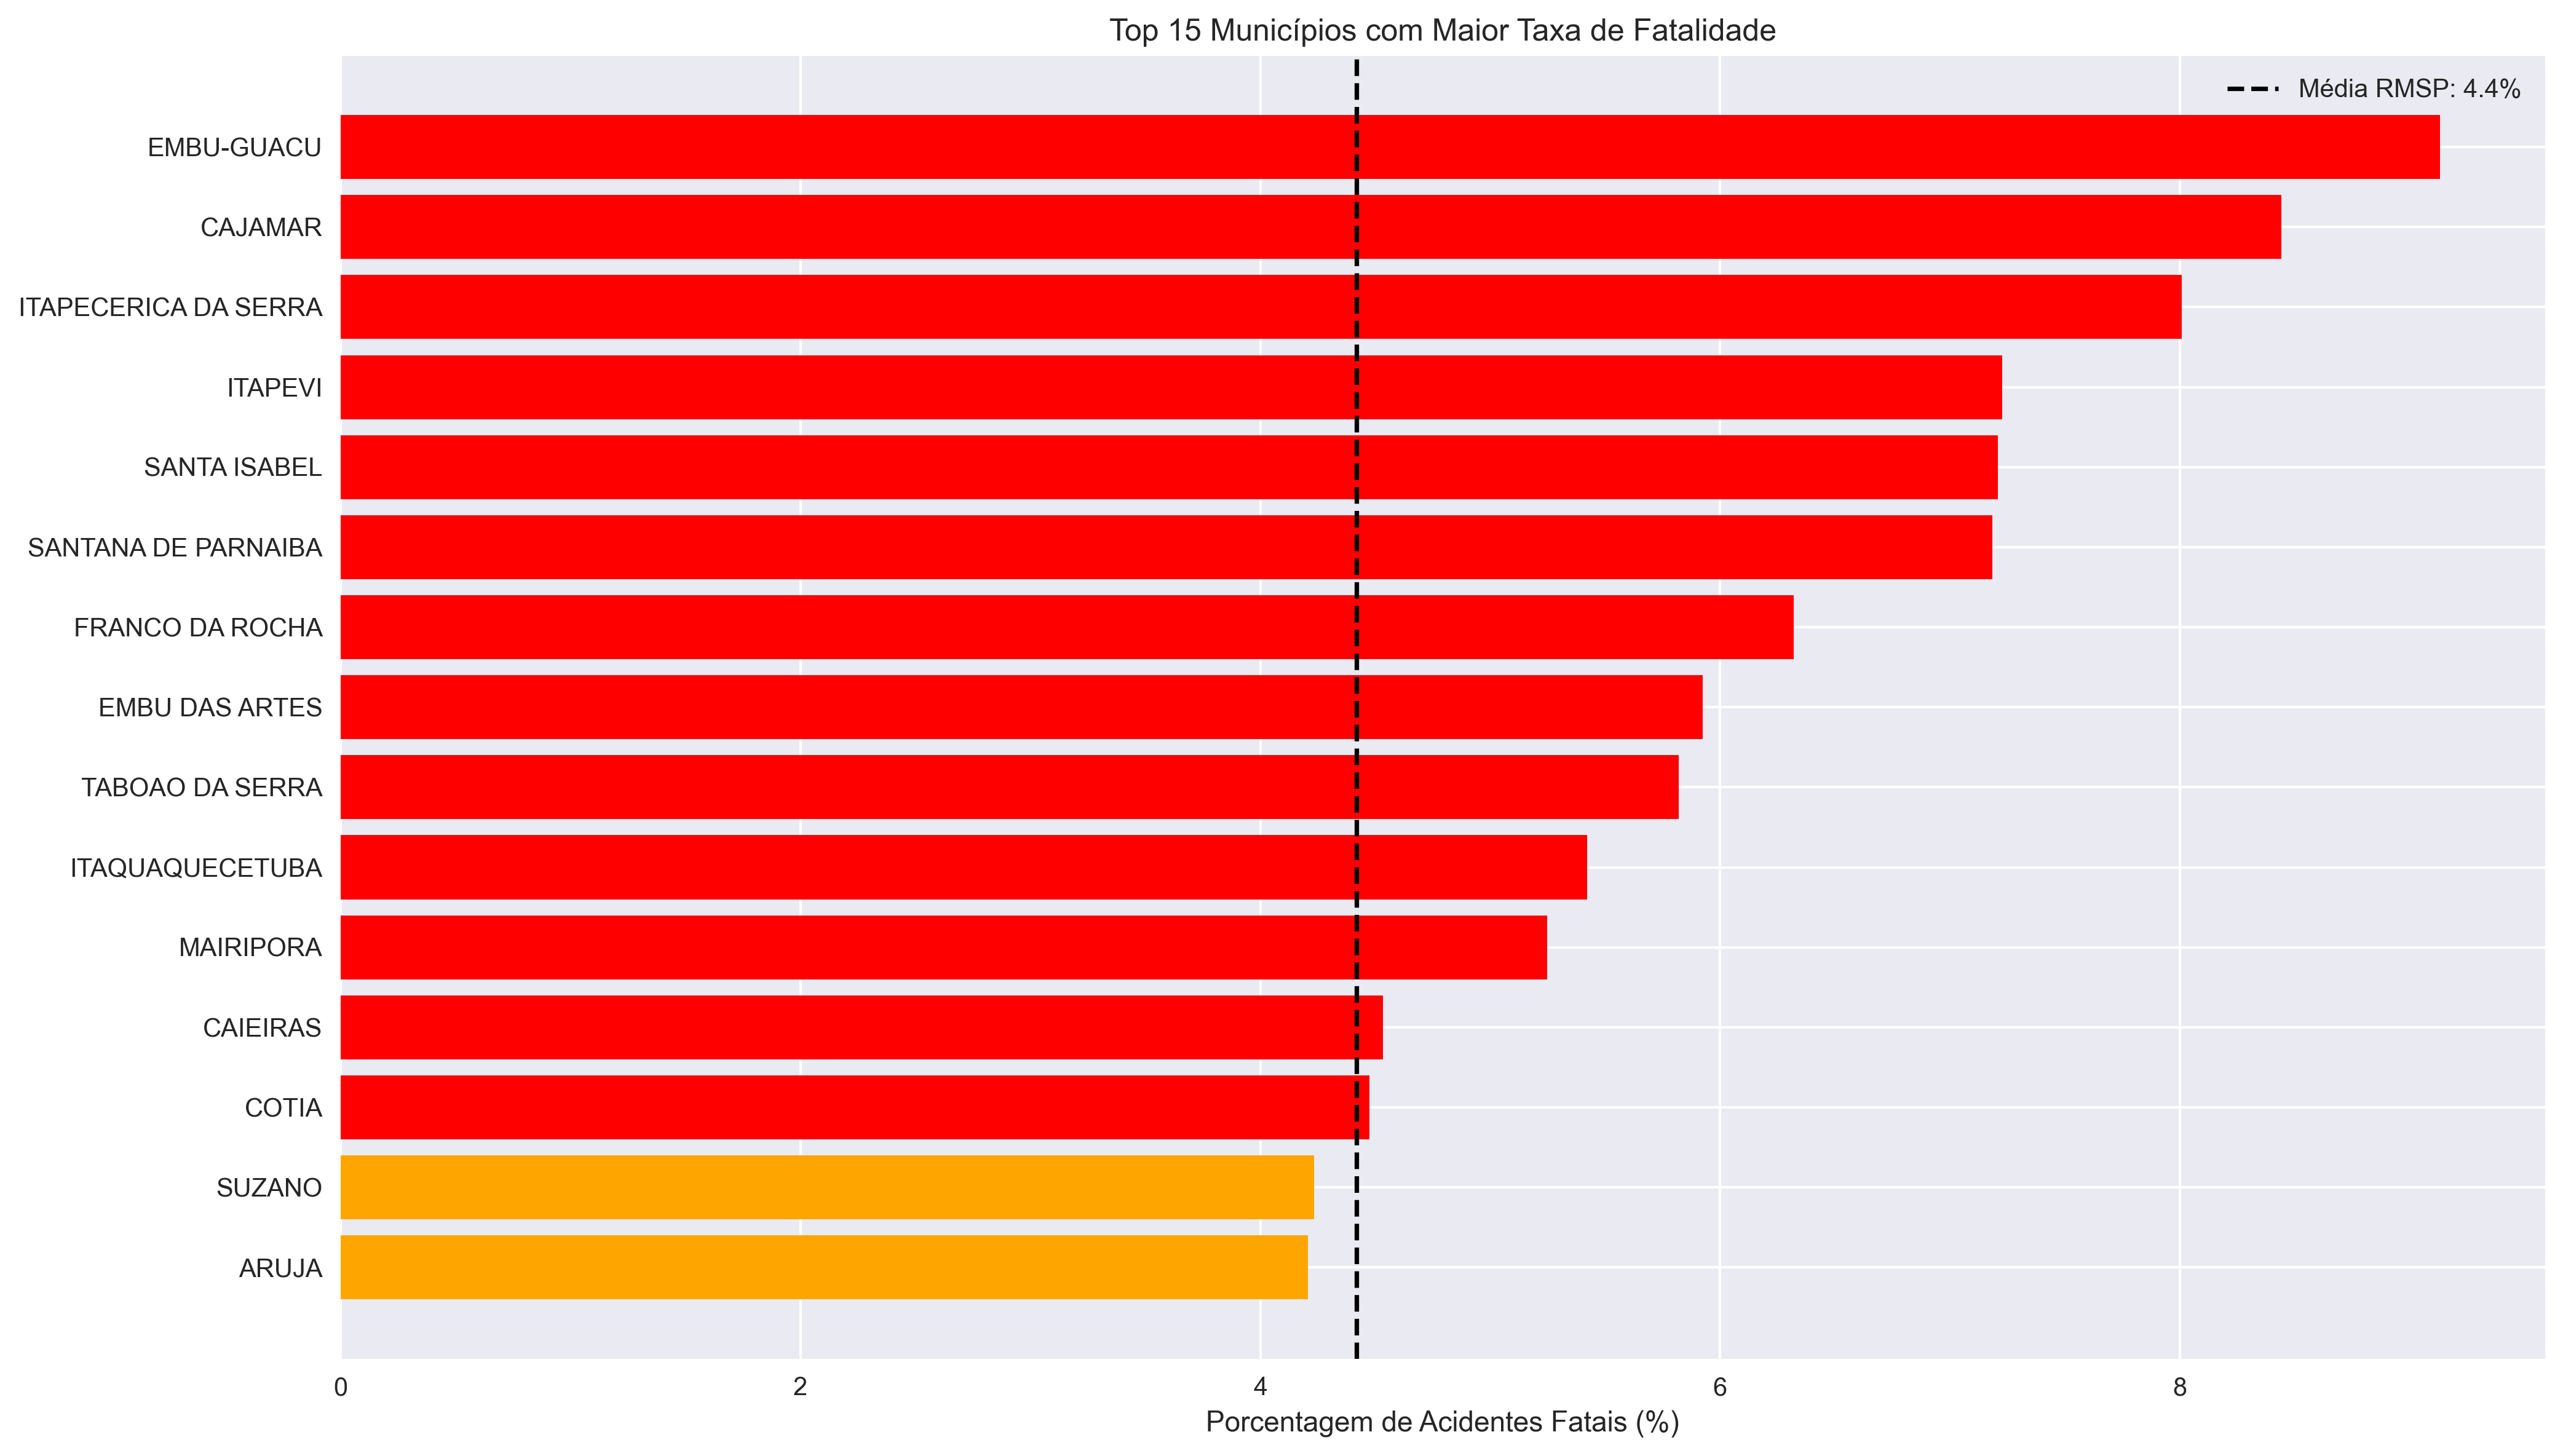 Top 15 Municípios com Maior Taxa de Fatalidade
Média RMSP: 4.4%
EMBU-GUACU
CAJAMAR
ITAPECERICA DA SERRA
ITAPEVI
SANTA ISABEL
SANTANA DE PARNAIBA
FRANCO DA ROCHA
EMBU DAS ARTES
TABOAO DA SERRA
ITAQUAQUECETUBA
MAIRIPORA
CAIEIRAS
COTIA
SUZANO
ARUJA
0 2 4 6 8
Porcentagem de Acidentes Fatais (%)